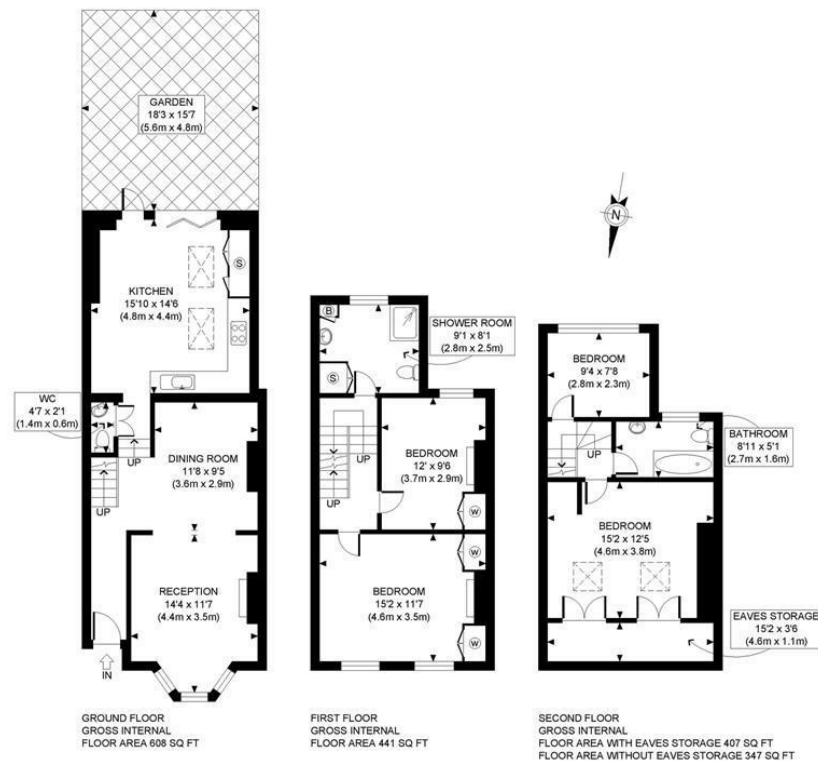 GARDEN
18'3 x 15'7
(5.6m x 4.8m)
N
KITCHEN
15'10 x 14'6
(4.8m x 4.4m)
S
WC
4'7 x 2'1
(1.4m x 0.6m)
UP
DINING ROOM
11'8 x 9'5
(3.6m x 2.9m)
UP
RECEPTION
14'4 x 11'7
(4.4m x 3.5m)
IN
GROUND FLOOR
GROSS INTERNAL
FLOOR AREA 608 SQ FT
B
SHOWER ROOM
9'1 x 8'1
(2.8m x 2.5m)
S
UP
BEDROOM
12' x 9'6
(3.7m x 2.9m)
UP
W
W
BEDROOM
15'2 x 11'7
(4.6m x 3.5m)
W
FIRST FLOOR
GROSS INTERNAL
FLOOR AREA 441 SQ FT
BEDROOM
9'4 x 7'8
(2.8m x 2.3m)
UP
BATHROOM
8'11 x 5'1
(2.7m x 1.6m)
BEDROOM
15'2 x 12'5
(4.6m x 3.8m)
EAVES STORAGE
15'2 x 3'6
(4.6m x 1.1m)
SECOND FLOOR
GROSS INTERNAL
FLOOR AREA WITH EAVES STORAGE 407 SQ FT
FLOOR AREA WITHOUT EAVES STORAGE 347 SQ FT